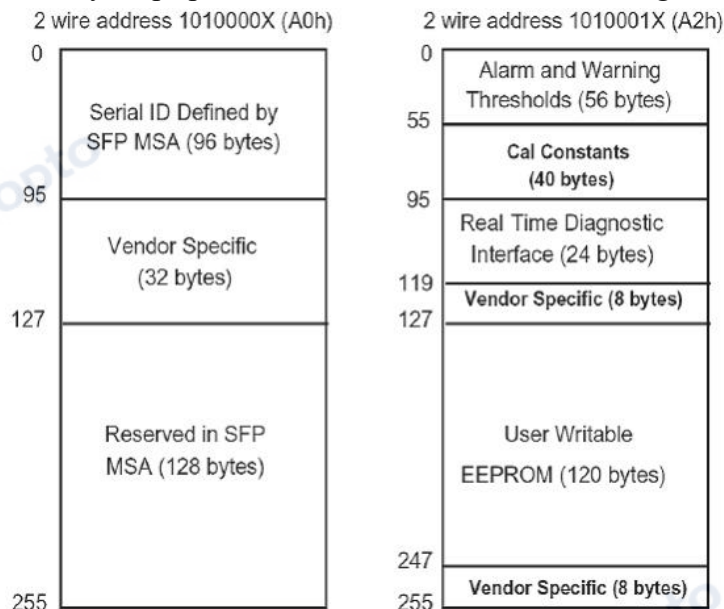 2 wire address 1010000X (A0h)
0
Serial ID Defined by
SFP MSA (96 bytes)
95
Vendor Specific
(32 bytes)
127
Reserved in SFP
MSA (128 bytes)
255
2 wire address 1010001X (A2h)
0
Alarm and Warning
Thresholds (56 bytes)
55
Cal Constants
(40 bytes)
95
Real Time Diagnostic
Interface (24 bytes)
119
Vendor Specific (8 bytes)
127
User Writable
EEPROM (120 bytes)
247
Vendor Specific (8 bytes)
255
opto